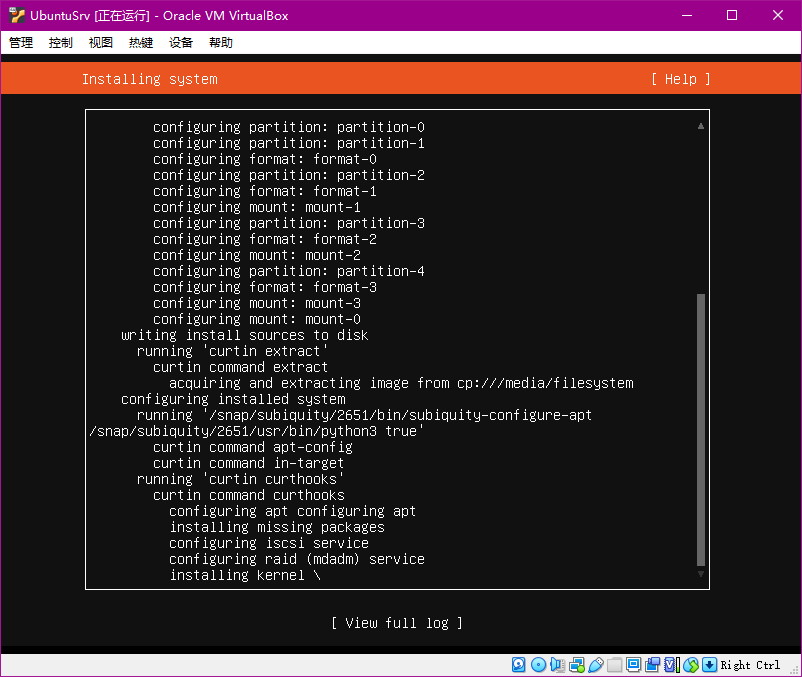 UbuntuSrv [正在运行] - Oracle VM VirtualBox
管理 控制 视图 热键 设备 帮助
Installing system [ Help ]
configuring partition: partition-0
configuring partition: partition-1
configuring format: format-0
configuring partition: partition-2
configuring format: format-1
configuring mount: mount-1
configuring partition: partition-3
configuring format: format-2
configuring mount: mount-2
configuring partition: partition-4
configuring format: format-3
configuring mount: mount-3
configuring mount: mount-0
writing install sources to disk
running 'curtin extract'
curtin command extract
acquiring and extracting image from cp:///media/filesystem
configuring installed system
running '/snap/subiquity/2651/bin/subiquity-configure-apt
/snap/subiquity/2651/usr/bin/python3 true'
curtin command apt-config
curtin command in-target
running 'curtin curthooks'
curtin command curthooks
configuring apt configuring apt
installing missing packages
configuring iscsi service
configuring raid (mdadm) service
installing kernel \
[ View full log ]
Right Ctrl